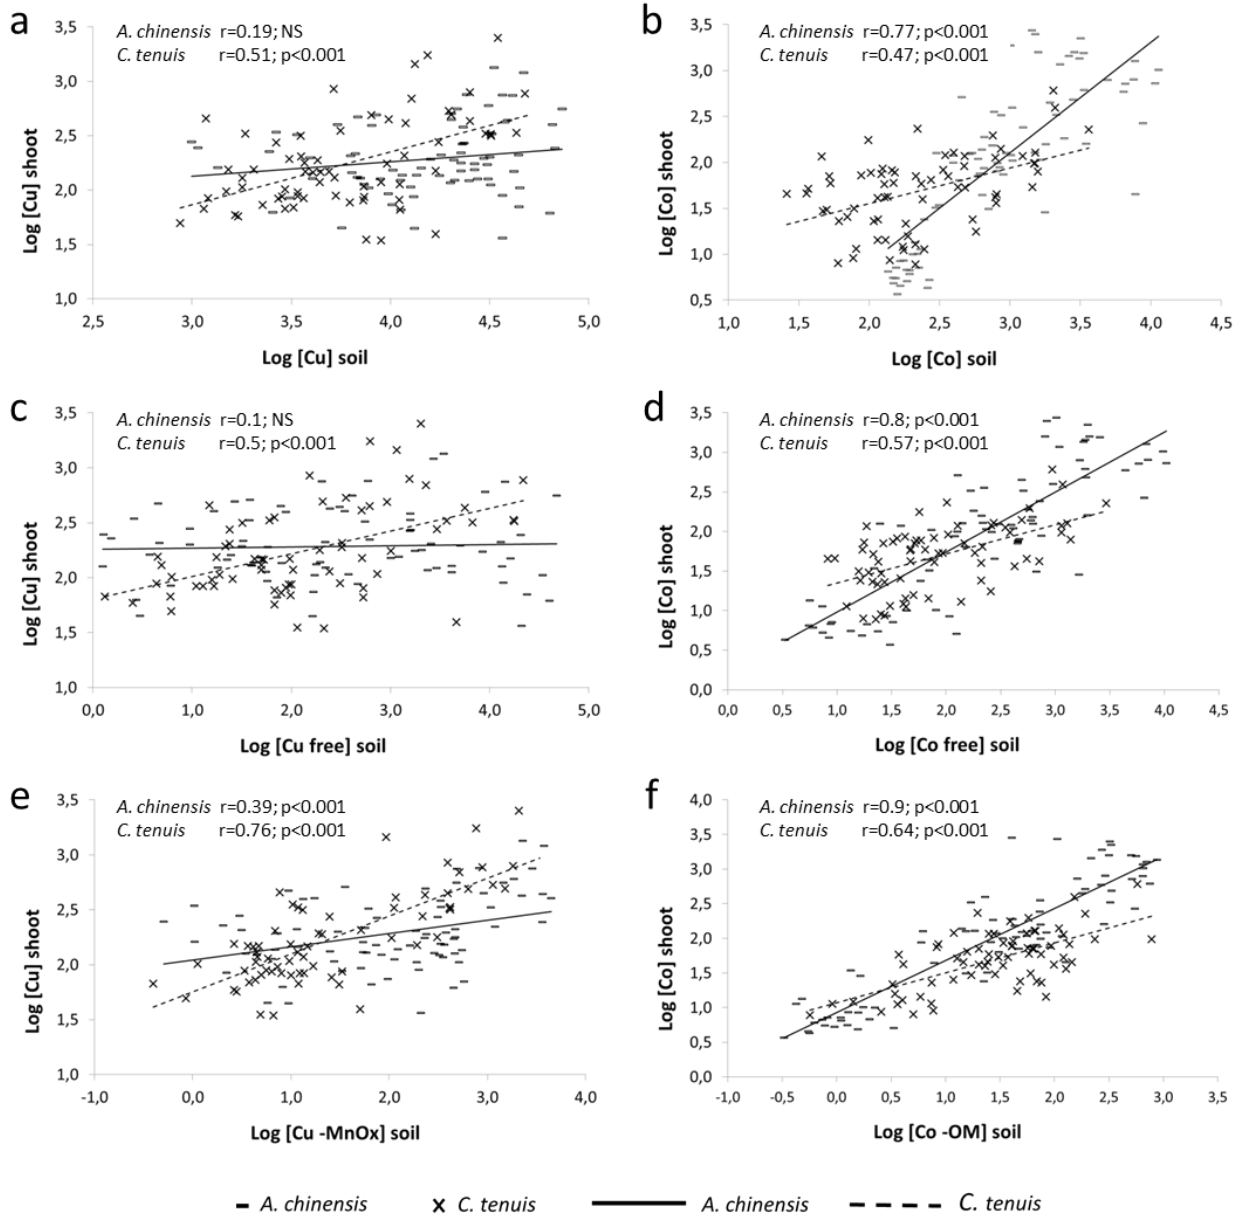 a
A. chinensis r=0.19; NS
C. tenuis r=0.51; p<0.001
3,5
3,0
2,5
2,0
1,5
1,0
Log [Cu] shoot
2,5 3,0 3,5 4,0 4,5 5,0
Log [Cu] soil
b
A. chinensis r=0.77; p<0.001
C. tenuis r=0.47; p<0.001
3,5
3,0
2,5
2,0
1,5
1,0
0,5
Log [Co] shoot
1,0 1,5 2,0 2,5 3,0 3,5 4,0 4,5
Log [Co] soil
c
A. chinensis r=0.1; NS
C. tenuis r=0.5; p<0.001
3,5
3,0
2,5
2,0
1,5
1,0
Log [Cu] shoot
0,0 1,0 2,0 3,0 4,0 5,0
Log [Cu free] soil
d
A. chinensis r=0.8; p<0.001
C. tenuis r=0.57; p<0.001
3,5
3,0
2,5
2,0
1,5
1,0
0,5
0,0
Log [Co] shoot
0,0 0,5 1,0 1,5 2,0 2,5 3,0 3,5 4,0 4,5
Log [Co free] soil
e
A. chinensis r=0.39; p<0.001
C. tenuis r=0.76; p<0.001
3,5
3,0
2,5
2,0
1,5
1,0
Log [Cu] shoot
-1,0 0,0 1,0 2,0 3,0 4,0
Log [Cu -MnOx] soil
f
A. chinensis r=0.9; p<0.001
C. tenuis r=0.64; p<0.001
4,0
3,5
3,0
2,5
2,0
1,5
1,0
0,5
0,0
Log [Co] shoot
-1,0 -0,5 0,0 0,5 1,0 1,5 2,0 2,5 3,0 3,5
Log [Co -OM] soil
A. chinensis C. tenuis A. chinensis C. tenuis